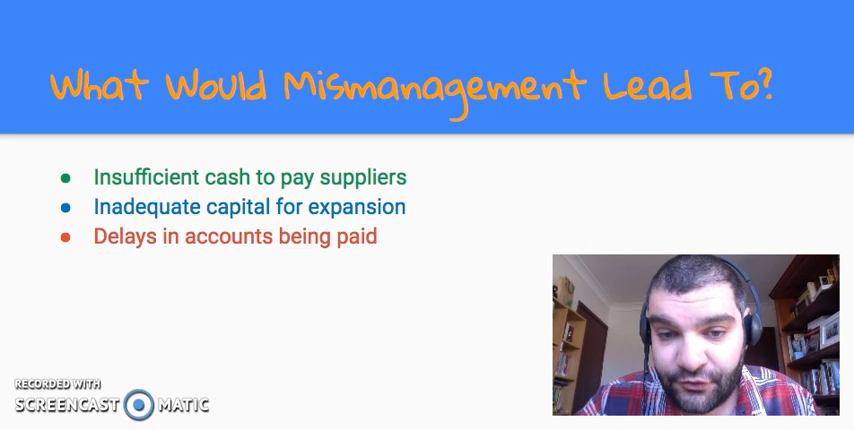 What Would Mismanagement Lead To?
Insufficient cash to pay suppliers
Inadequate capital for expansion
Delays in accounts being paid
RECORDED WITH
SCREENCAST MATIC